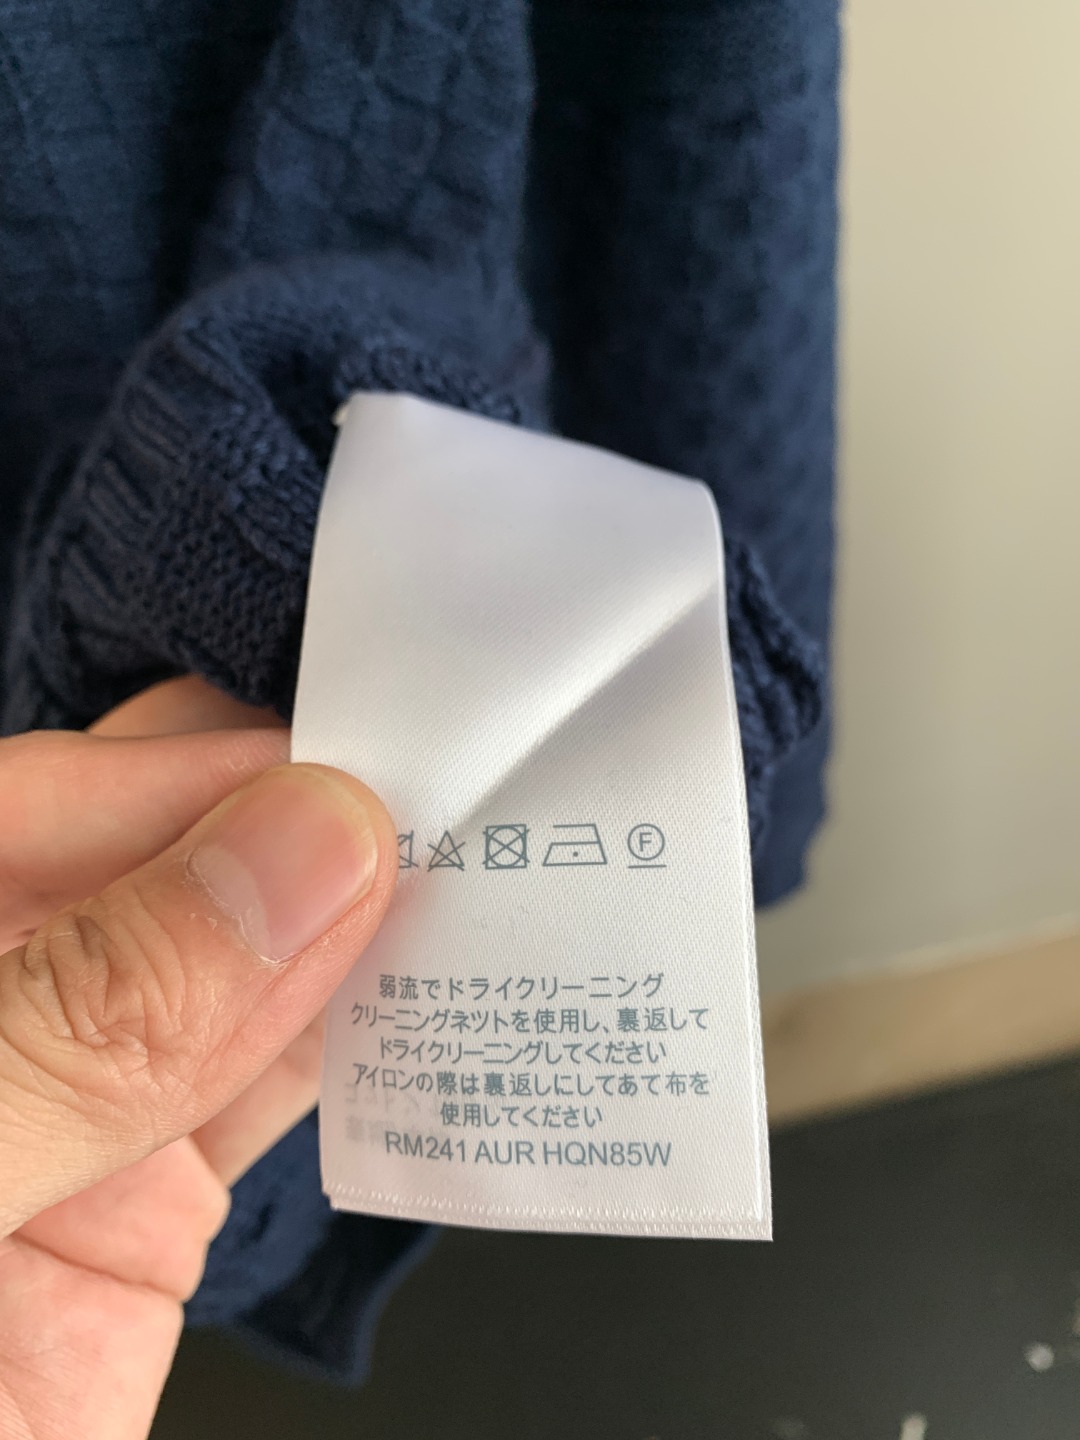 F
弱流でドライクリーニング
クリーニングネツトを使用し、裏返して
ドライクリーニングしてください
アイロンの際は裏返しにしてあて布を
使用してください
RM241 AUR HQN85W